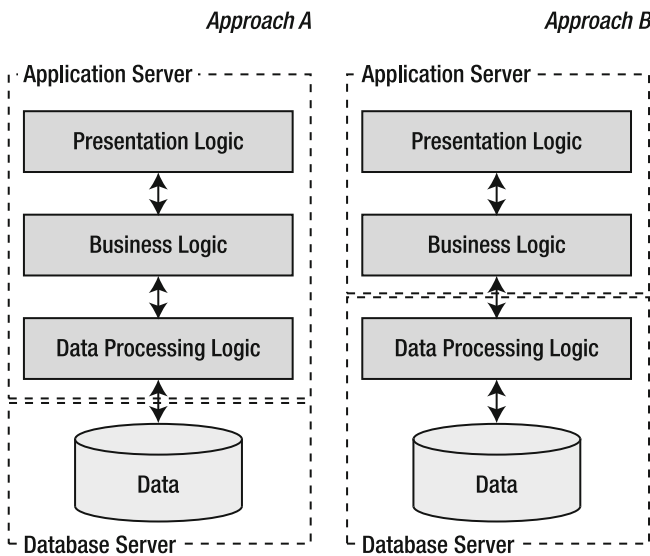 Approach A
Application Server
Presentation Logic
Business Logic
Data Processing Logic
Data
Database Server
Approach B
Application Server
Presentation Logic
Business Logic
Data Processing Logic
Data
Database Server